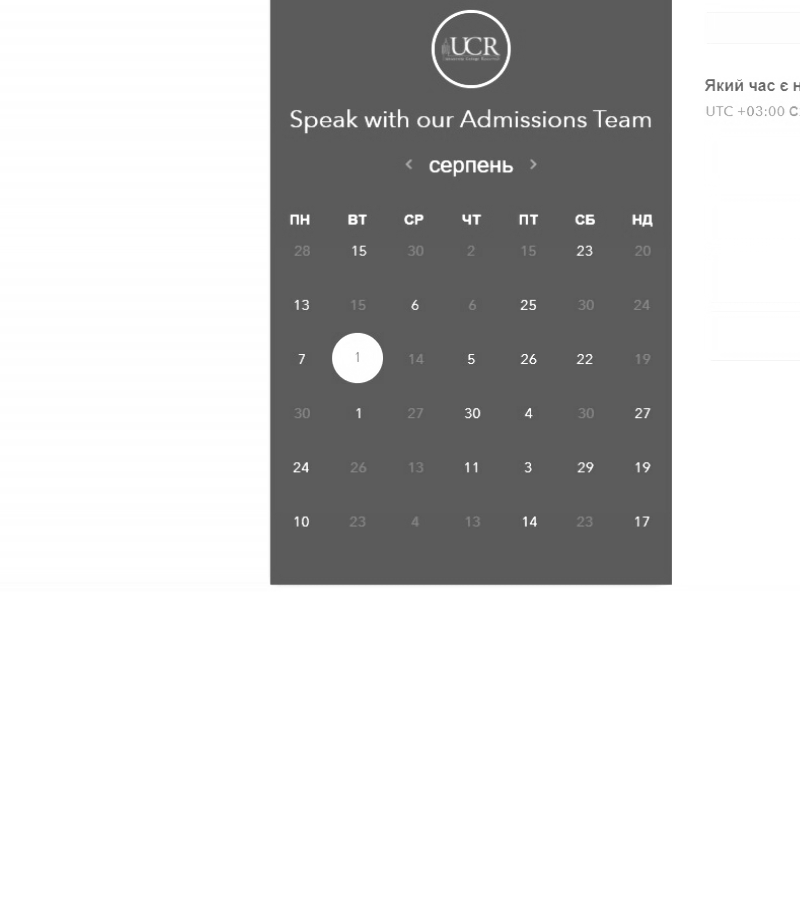 UCR
Speak with our Admissions Team
Який час є н
UTC +03:00
< серпень >
ПН ВТ СР ЧТ ПТ СБ НД
28 15 30 2 15 23 20
13 15 6 6 25 30 24
7 1 14 5 26 22 19
30 1 27 30 4 30 27
24 26 13 11 3 29 19
10 23 4 13 14 23 17